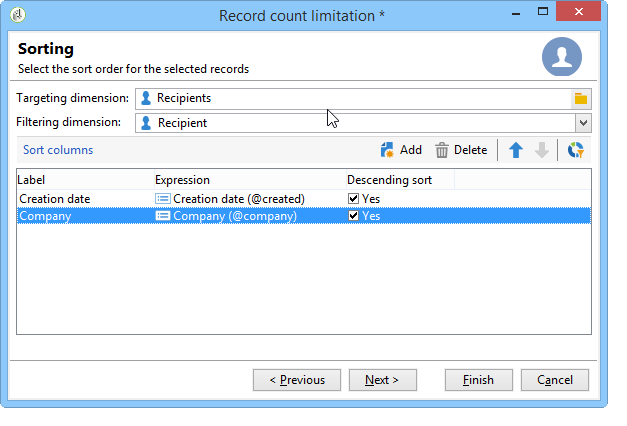 Record count limitation *
Sorting
Select the sort order for the selected records
Targeting dimension: Recipients
Filtering dimension: Recipient
Sort columns Add Delete
Label Expression Descending sort
Creation date Creation date (@created) Yes
Company Company (@company) Yes
< Previous Next > Finish Cancel